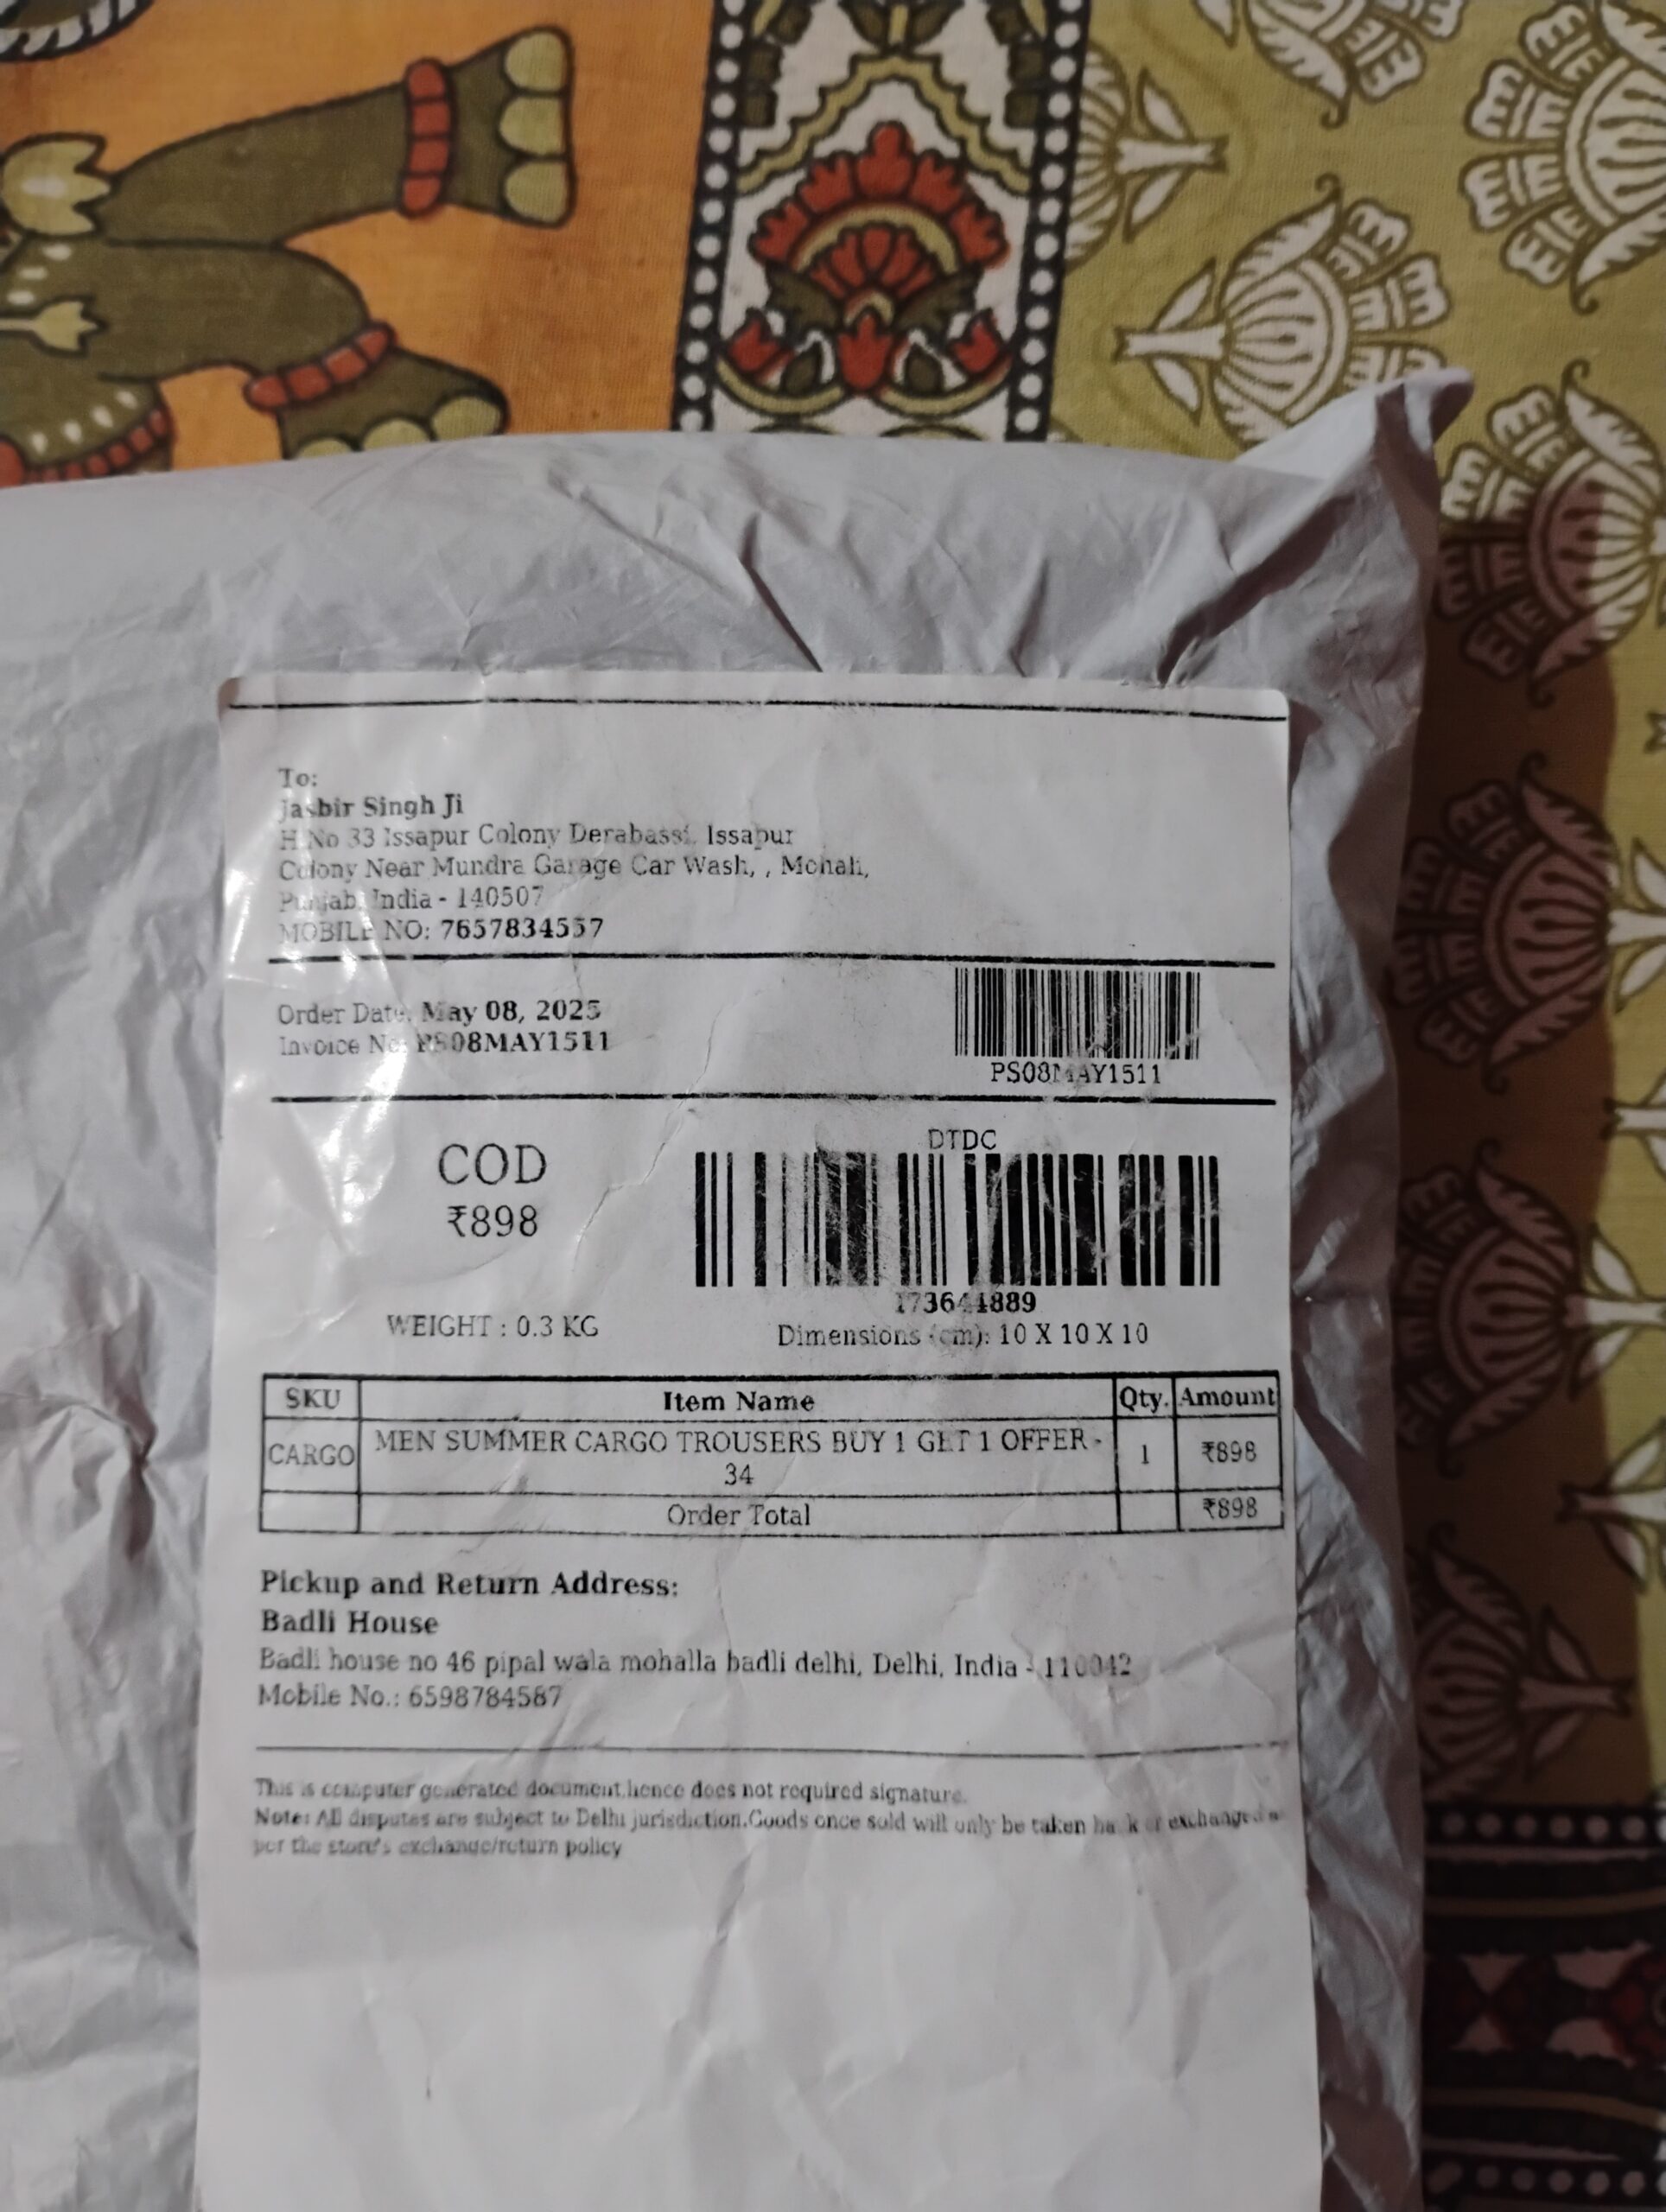 To:
Jasbir Singh Ji
H No 33 Issapur Colony Derabassi, Issapur
Colony Near Mundra Garage Car Wash, , Mohali,
Punjab, India - 140507
MOBILE NO: 7657834557
Order Date: May 08, 2025
Invoice No: PS08MAY1511
PS08MAY1511
COD
₹898
DTDC
WEIGHT : 0.3 KG
Dimensions (cm): 10 X 10 X 10
SKU Item Name Qty. Amount
CARGO MEN SUMMER CARGO TROUSERS BUY 1 GET 1 OFFER - 1 ₹898
34
Order Total ₹898
Pickup and Return Address:
Badli House
Badli house no 46 pipal wala mohalla badli delhi, Delhi, India - 110042
Mobile No.: 6598784587
This is computer generated document,hence does not required signature.
Note: All disputes are subject to Delhi jurisdiction.Goods once sold will only be taken back or exchanged
per the store's exchange/return policy